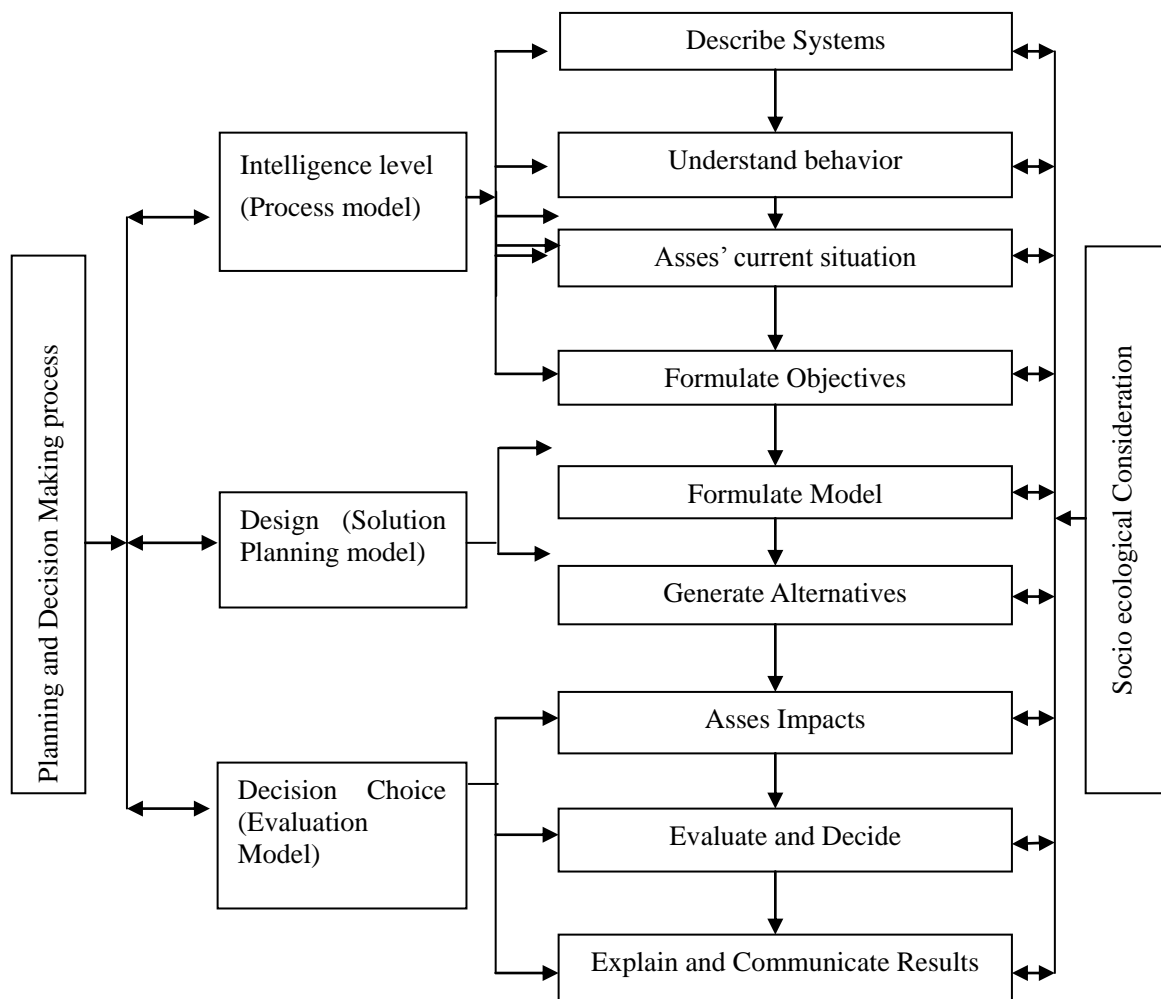 Planning and Decision Making process
Intelligence level
(Process model)
Design (Solution
Planning model)
Decision Choice
(Evaluation
Model)
Describe Systems
Understand behavior
Asses’ current situation
Formulate Objectives
Formulate Model
Generate Alternatives
Asses Impacts
Evaluate and Decide
Explain and Communicate Results
Socio ecological Consideration